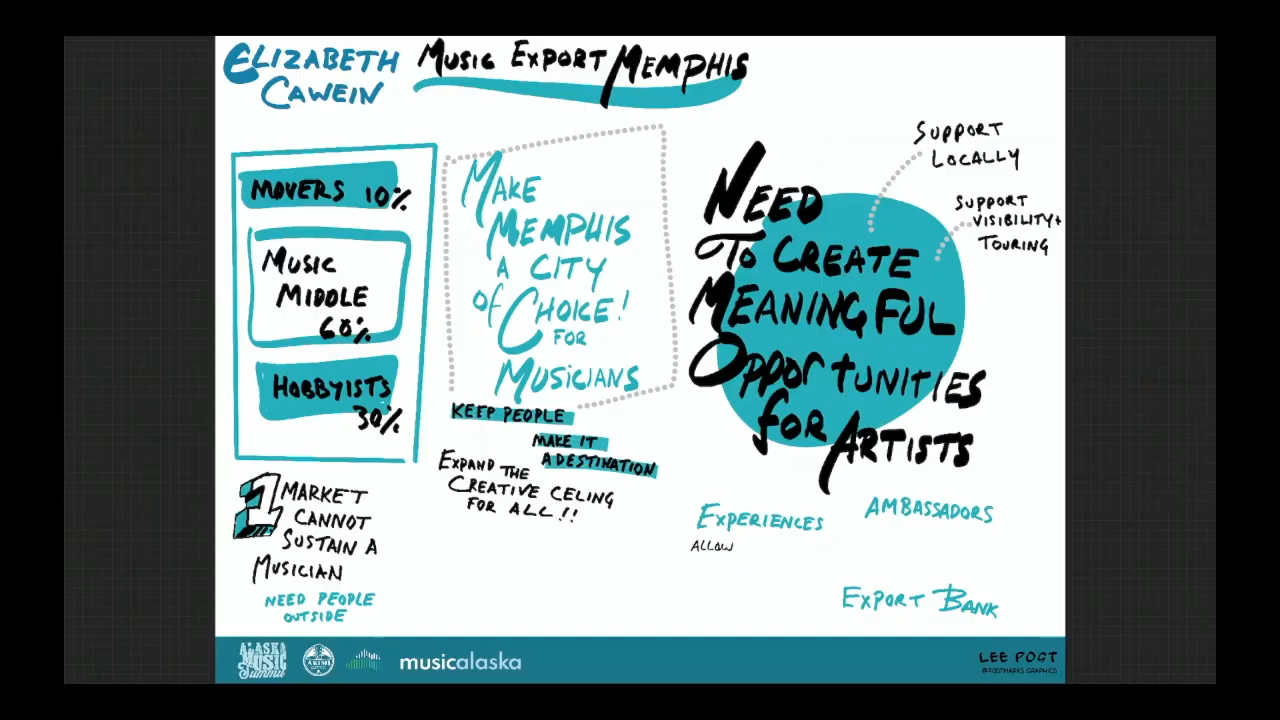 ELIZABETH
CAWEIN
MUSIC EXPORT MEMPHIS
MOVERS 10%
MUSIC
MIDDLE
60%
HOBBYISTS
30%
1 MARKET
CANNOT
SUSTAIN A
MUSICIAN
NEED PEOPLE
OUTSIDE
MAKE
MEMPHIS
A CITY
of CHOICE!
FOR
MUSICIANS
KEEP PEOPLE
MAKE IT
A DESTINATION
EXPAND THE
CREATIVE CELING
FOR ALL!!
SUPPORT
LOCALLY
SUPPORT
VISIBILITY+
TOURING
NEED
TO CREATE
MEANINGFUL
OPPORTUNITIES
for ARTISTS
EXPERIENCES
ALLOW
AMBASSADORS
EXPORT BANK
ALASKA
MUSIC
Summit
AKIMI
musicalaska
LEE POST
@POSTMARKS GRAPHICS